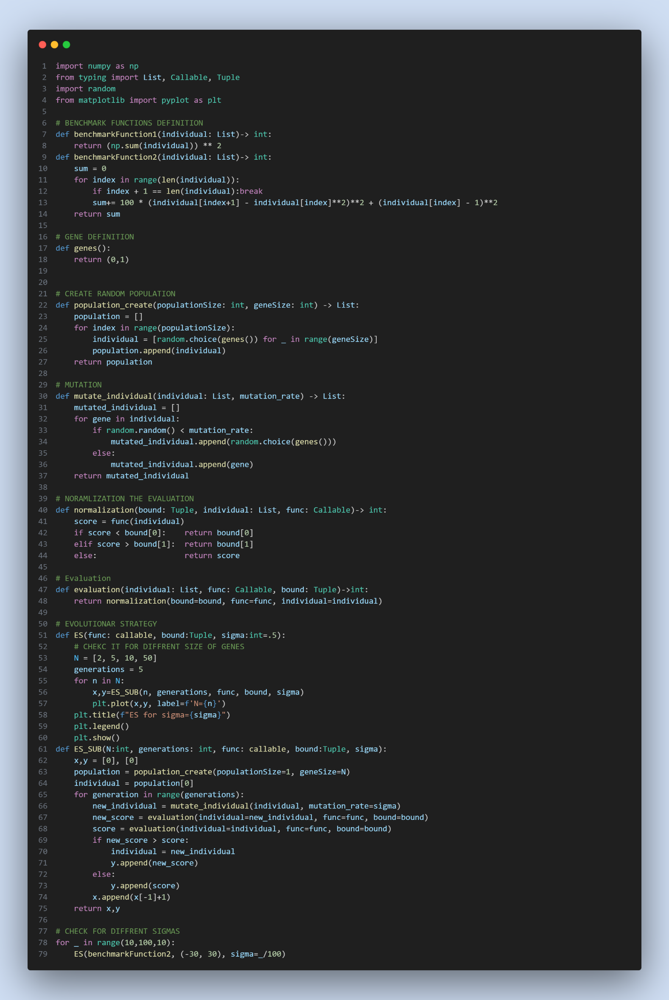 1 import numpy as np
2 from typing import List, Callable, Tuple
3 import random
4 from matplotlib import pyplot as plt
5
6 # BENCHMARK FUNCTIONS DEFINITION
7 def benchmarkFunction1(individual: List)-> int:
8     return (np.sum(individual)) ** 2
9 def benchmarkFunction2(individual: List)-> int:
10     sum = 0
11     for index in range(len(individual)):
12         if index + 1 == len(individual):break
13         sum+= 100 * (individual[index+1] - individual[index]**2)**2 + (individual[index] - 1)**2
14     return sum
15
16 # GENE DEFINITION
17 def genes():
18     return (0,1)
19
20
21 # CREATE RANDOM POPULATION
22 def population_create(populationSize: int, geneSize: int) -> List:
23     population = []
24     for index in range(populationSize):
25         individual = [random.choice(genes()) for _ in range(geneSize)]
26         population.append(individual)
27     return population
28
29 # MUTATION
30 def mutate_individual(individual: List, mutation_rate) -> List:
31     mutated_individual = []
32     for gene in individual:
33         if random.random() < mutation_rate:
34             mutated_individual.append(random.choice(genes()))
35         else:
36             mutated_individual.append(gene)
37     return mutated_individual
38
39 # NORAMLIZATION THE EVALUATION
40 def normalization(bound: Tuple, individual: List, func: Callable)-> int:
41     score = func(individual)
42     if score < bound[0]:    return bound[0]
43     elif score > bound[1]:  return bound[1]
44     else:                   return score
45
46 # Evaluation
47 def evaluation(individual: List, func: Callable, bound: Tuple)->int:
48     return normalization(bound=bound, func=func, individual=individual)
49
50 # EVOLUTIONAR STRATEGY
51 def ES(func: callable, bound:Tuple, sigma:int=.5):
52     # CHEKC IT FOR DIFFRENT SIZE OF GENES
53     N = [2, 5, 10, 50]
54     generations = 5
55     for n in N:
56         x,y=ES_SUB(n, generations, func, bound, sigma)
57         plt.plot(x,y, label=f'N={n}')
58     plt.title(f"ES for sigma={sigma}")
59     plt.legend()
60     plt.show()
61 def ES_SUB(N:int, generations: int, func: callable, bound:Tuple, sigma):
62     x,y = [0], [0]
63     population = population_create(populationSize=1, geneSize=N)
64     individual = population[0]
65     for generation in range(generations):
66         new_individual = mutate_individual(individual, mutation_rate=sigma)
67         new_score = evaluation(individual=new_individual, func=func, bound=bound)
68         score = evaluation(individual=individual, func=func, bound=bound)
69         if new_score > score:
70             individual = new_individual
71             y.append(new_score)
72         else:
73             y.append(score)
74         x.append(x[-1]+1)
75     return x,y
76
77 # CHECK FOR DIFFRENT SIGMAS
78 for _ in range(10,100,10):
79     ES(benchmarkFunction2, (-30, 30), sigma=_/100)